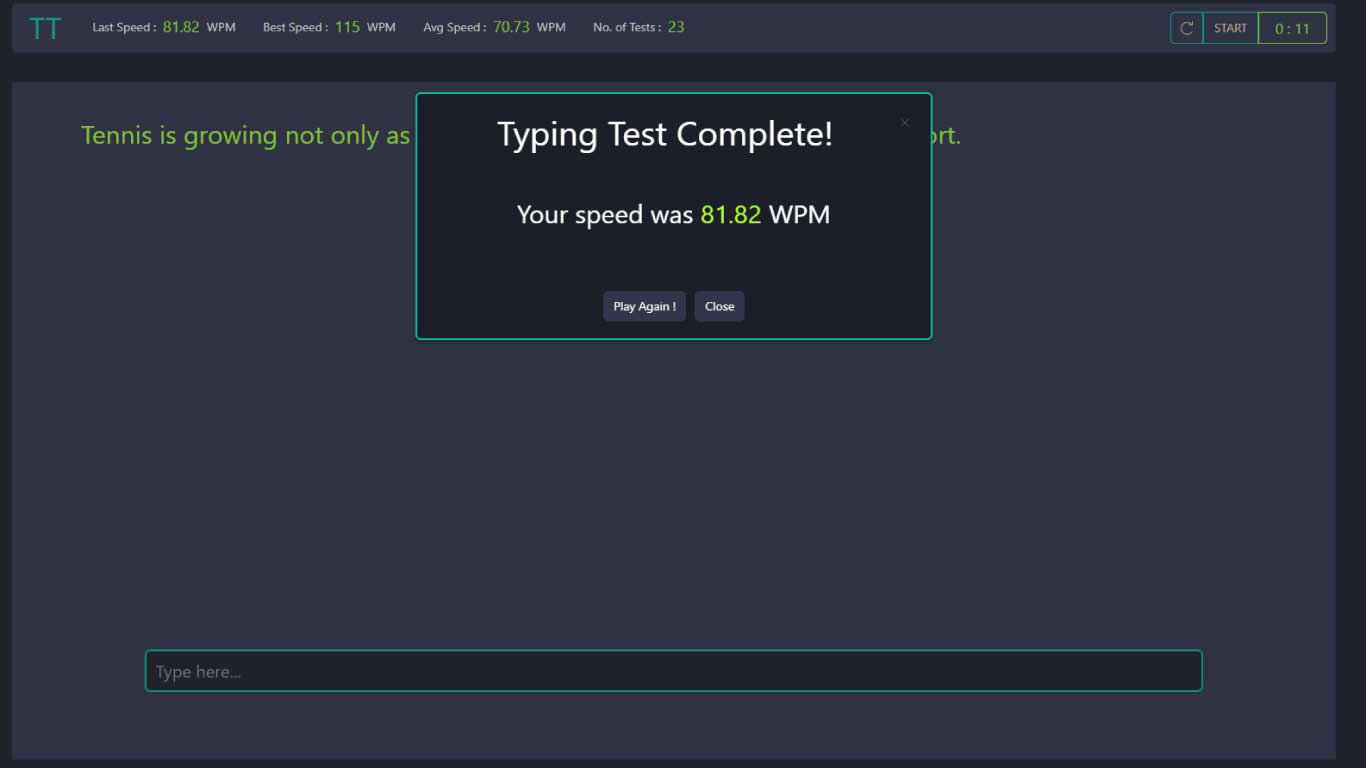 TT Last Speed : 81.82 WPM Best Speed : 115 WPM Avg Speed : 70.73 WPM No. of Tests : 23 START 0 : 11
Tennis is growing not only as
Typing Test Complete!
Your speed was 81.82 WPM
Play Again ! Close
Type here...